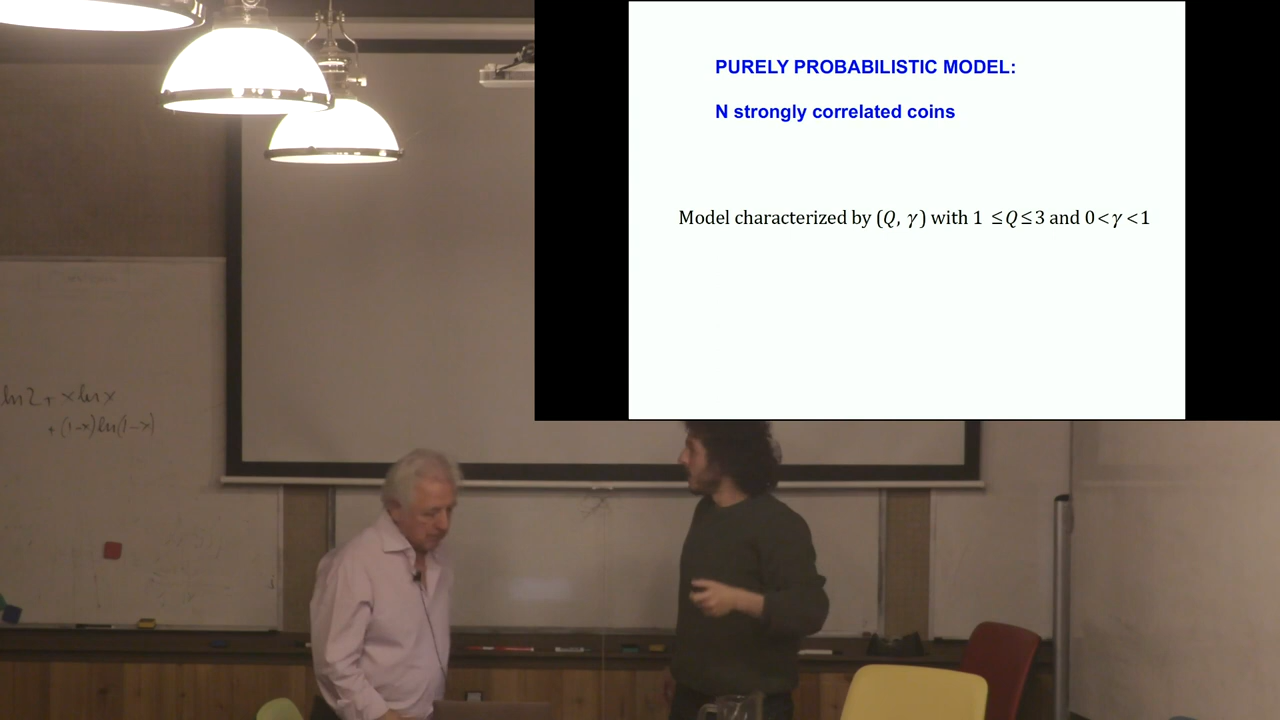 PURELY PROBABILISTIC MODEL:
N strongly correlated coins
Model characterized by (Q, γ) with 1 ≤Q≤3 and 0<γ<1
ln2+ x ln x
+ (1-x) ln(1-x)